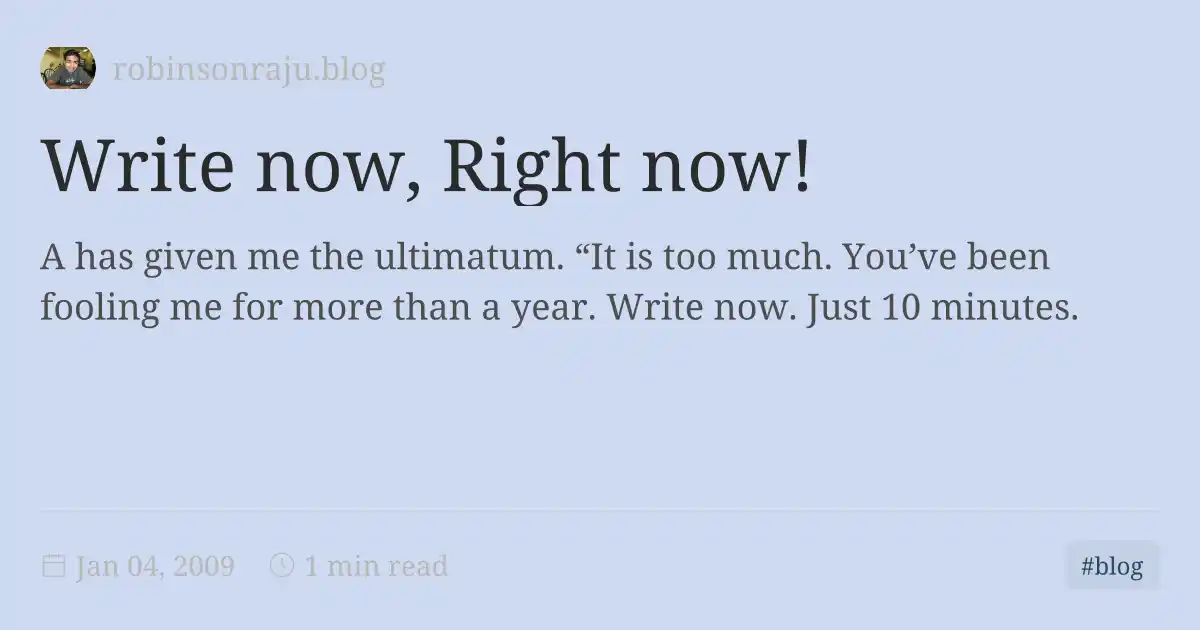 robinsonraju.blog
Write now, Right now!
A has given me the ultimatum. “It is too much. You’ve been
fooling me for more than a year. Write now. Just 10 minutes.
Jan 04, 2009 1 min read
#blog